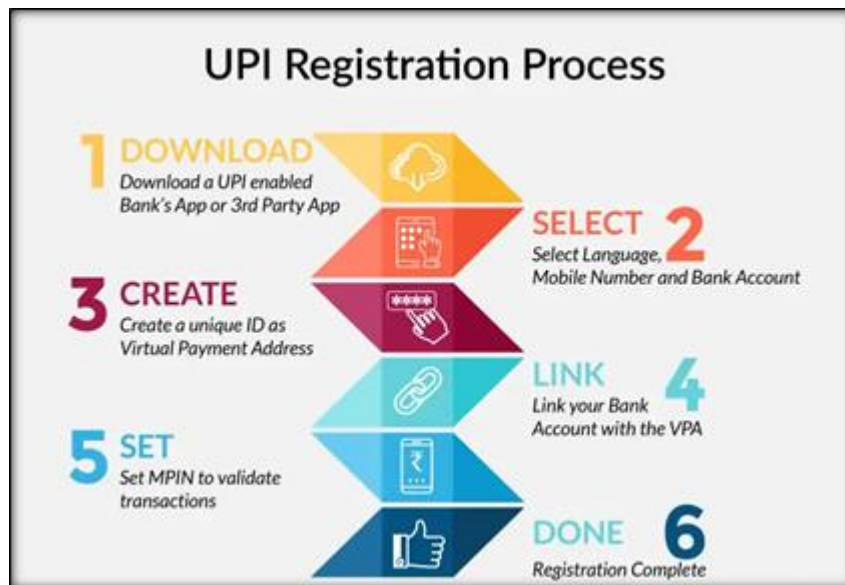 UPI Registration Process
1 DOWNLOAD
Download a UPI enabled
Bank's App or 3rd Party App
SELECT 2
Select Language,
Mobile Number and Bank Account
3 CREATE
Create a unique ID as
Virtual Payment Address
****
LINK 4
Link your Bank
Account with the VPA
5 SET
Set MPIN to validate
transactions
₹
DONE 6
Registration Complete